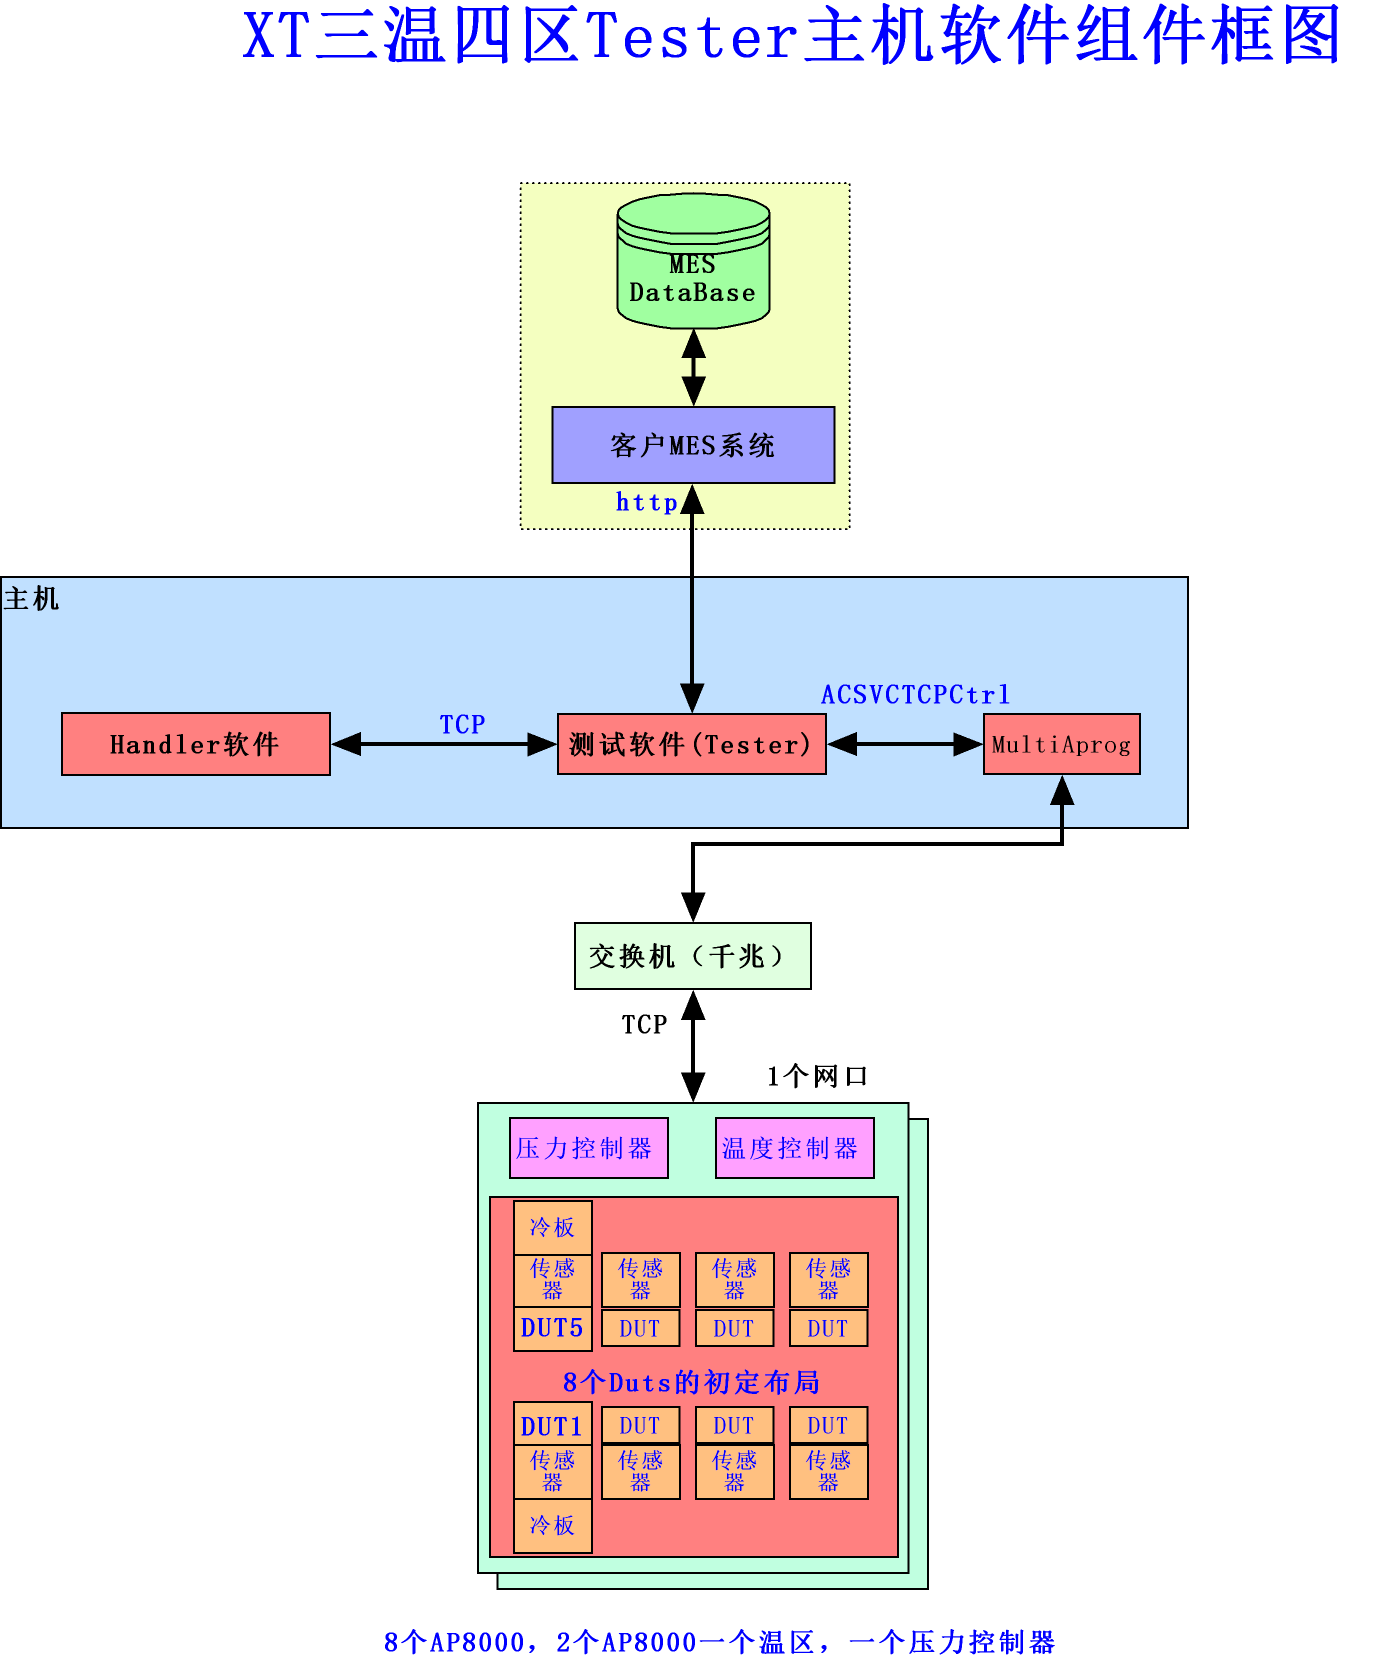 XT三温四区Tester主机软件组件框图
MES
DataBase
客户MES系统
http
主机
ACSVCTCPCtrl
Handler软件
TCP
测试软件(Tester)
MultiAprog
交换机（千兆）
TCP
1个网口
压力控制器
温度控制器
冷板
传感
器
传感
器
传感
器
传感
器
DUT5
DUT
DUT
DUT
8个Duts的初定布局
DUT1
DUT
DUT
DUT
传感
器
传感
器
传感
器
传感
器
冷板
8个AP8000，2个AP8000一个温区，一个压力控制器